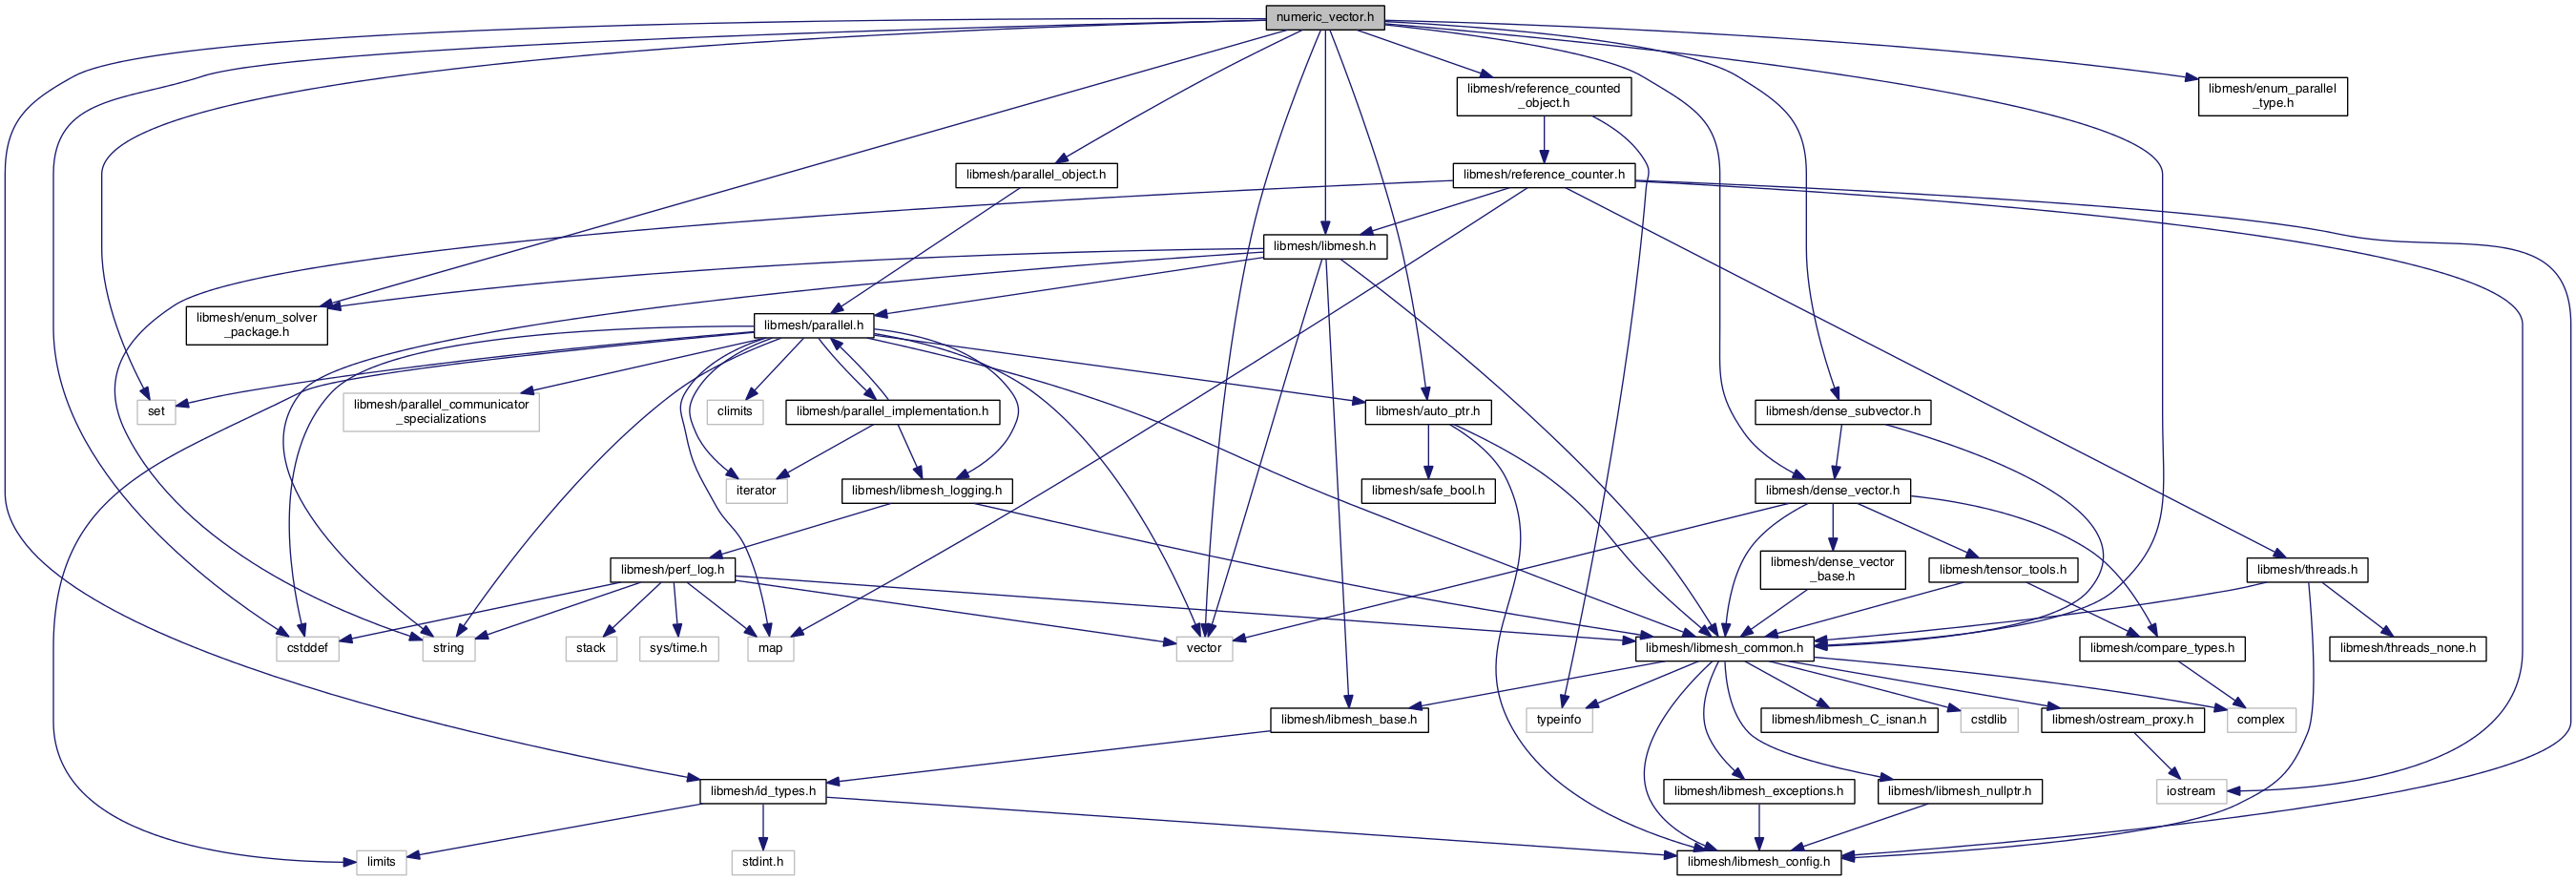 numeric_vector.h
libmesh/reference_counted
_object.h
libmesh/enum_parallel
_type.h
libmesh/parallel_object.h
libmesh/reference_counter.h
libmesh/libmesh.h
libmesh/enum_solver
_package.h
libmesh/parallel.h
set
libmesh/parallel_communicator
_specializations
climits
libmesh/parallel_implementation.h
libmesh/auto_ptr.h
libmesh/dense_subvector.h
iterator
libmesh/libmesh_logging.h
libmesh/safe_bool.h
libmesh/dense_vector.h
libmesh/perf_log.h
libmesh/dense_vector
_base.h
libmesh/tensor_tools.h
libmesh/threads.h
cstddef
string
stack
sys/time.h
map
vector
libmesh/libmesh_common.h
libmesh/compare_types.h
libmesh/threads_none.h
libmesh/libmesh_base.h
typeinfo
libmesh/libmesh_C_isnan.h
cstdlib
libmesh/ostream_proxy.h
complex
libmesh/id_types.h
libmesh/libmesh_exceptions.h
libmesh/libmesh_nullptr.h
iostream
limits
stdint.h
libmesh/libmesh_config.h